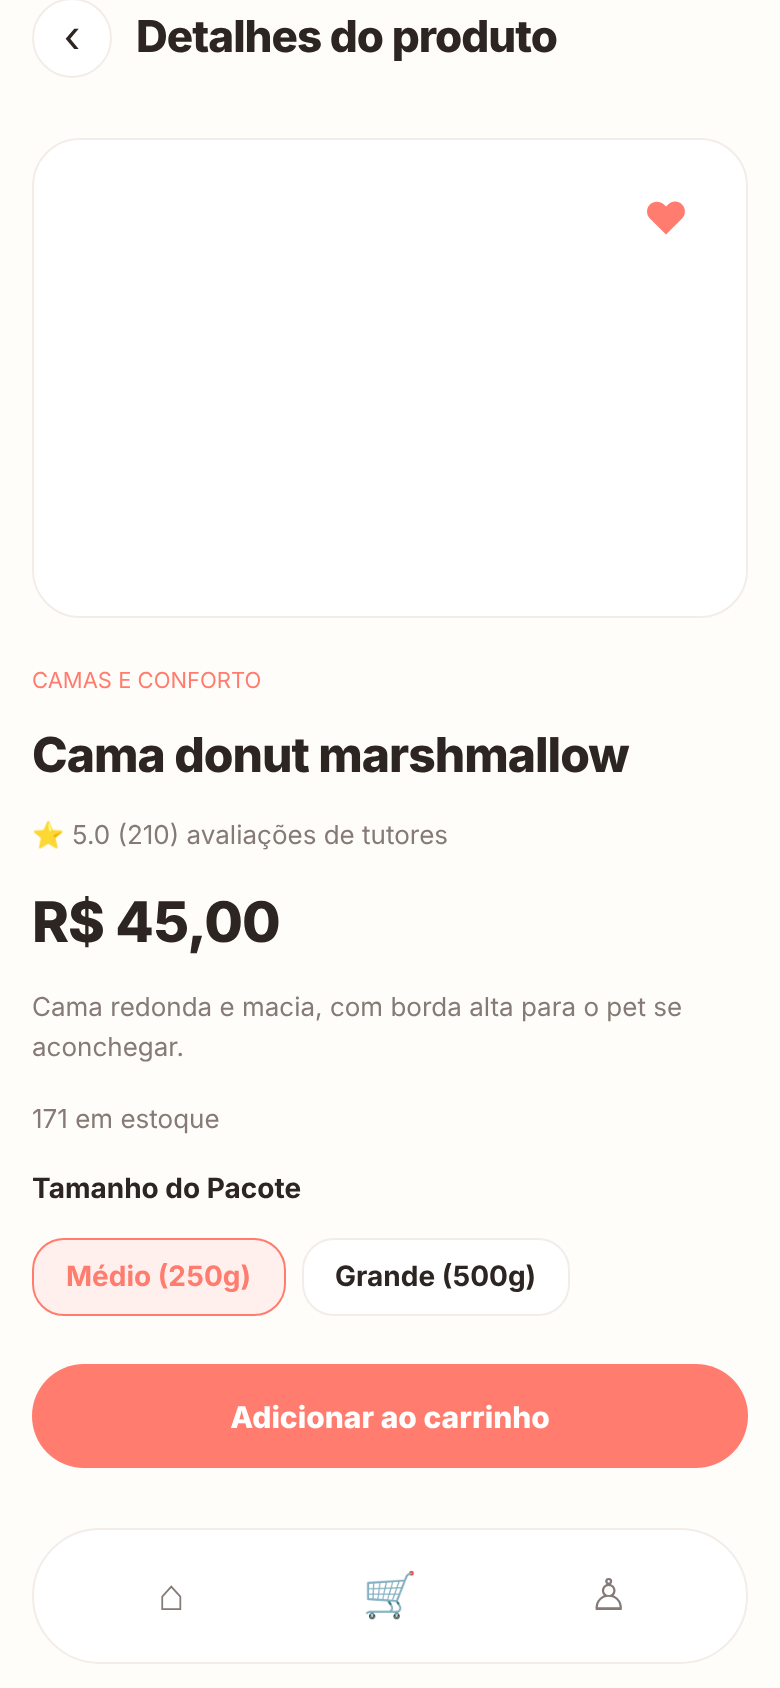 Detalhes do produto
CAMAS E CONFORTO
Cama donut marshmallow
⭐ 5.0 (210) avaliações de tutores
R$ 45,00
Cama redonda e macia, com borda alta para o pet se
aconchegar.
171 em estoque
Tamanho do Pacote
Médio (250g)
Grande (500g)
Adicionar ao carrinho